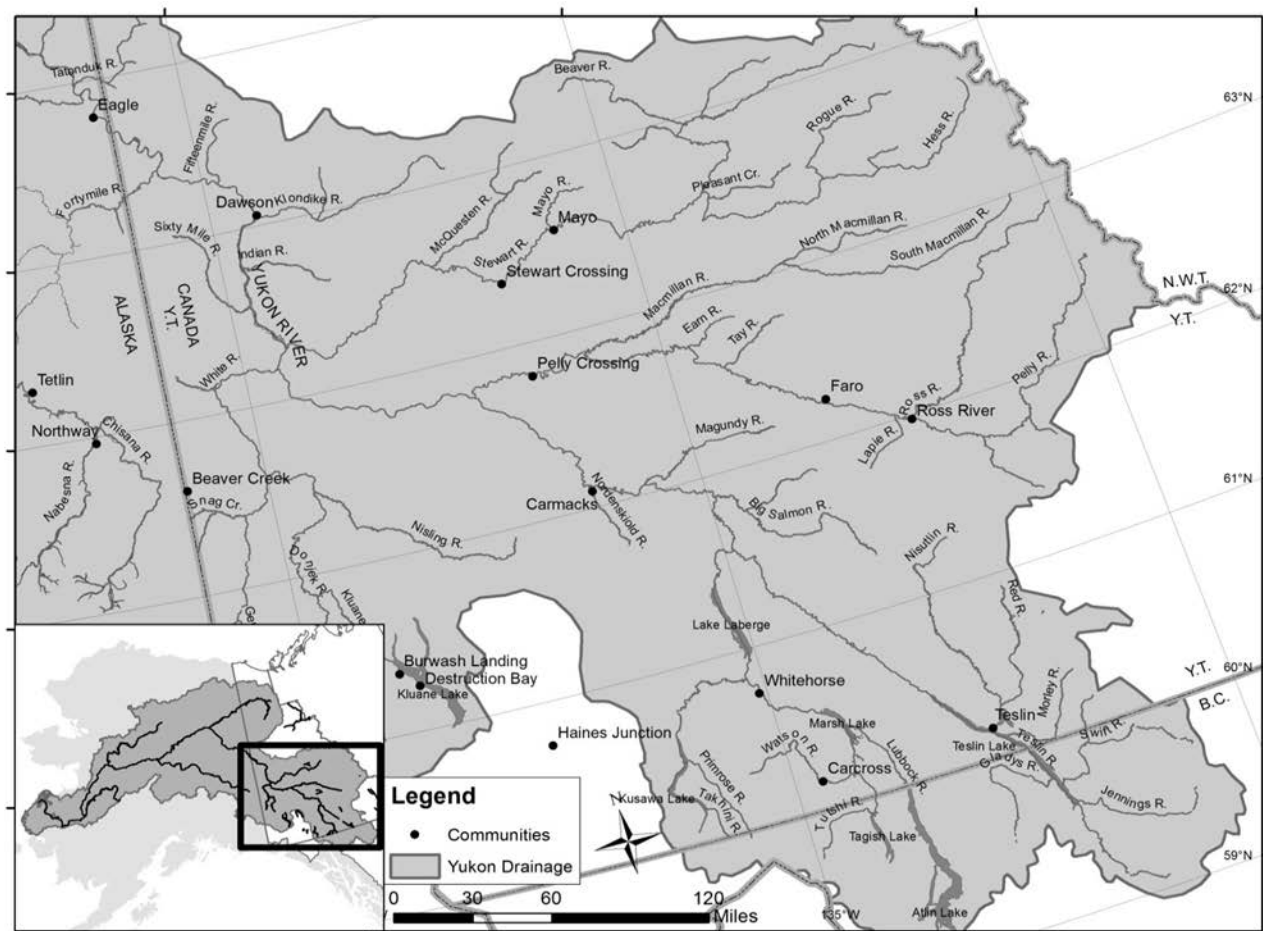 Tatonduk R.
Eagle
Fifteenmile R.
Fortymile R.
Dawson
Klondike R.
Sixty Mile R.
Indian R.
YUKON RIVER
ALASKA
CANADA
Y.T.
White R.
Beaver R.
Rogue R.
Hess R.
63°N
McQuesten R.
Mayo R.
Mayo
Pleasant Cr.
Stewart R.
Stewart Crossing
North Macmillan R.
South Macmillan R.
Macmillan R.
N.W.T.
Y.T.
62°N
Earn R.
Tay R.
Pelly Crossing
Faro
Ross R.
Ross River
Pelly R.
Lapie R.
Magundy R.
61°N
Tetlin
Northway
Chisana R.
Nabesna R.
Beaver Creek
Snag Cr.
Carmacks
Nordenskiold R.
Big Salmon R.
Nisling R.
Donjek R.
Kluane
Ge
Nisutlin R.
Red R.
Lake Laberge
Burwash Landing
Destruction Bay
Kluane Lake
Whitehorse
Morley R.
Y.T.
B.C.
60°N
Haines Junction
Marsh Lake
Teslin
Teslin Lake
Teslin R.
Swift R.
Watson R.
Lubbock R.
Gladys R.
Primrose R.
Carcross
Kusawa Lake
Takhini R.
Tutshi R.
Jennings R.
Tagish Lake
59°N
Atlin Lake
135°W
N
Legend
Communities
Yukon Drainage
0 30 60 120
Miles